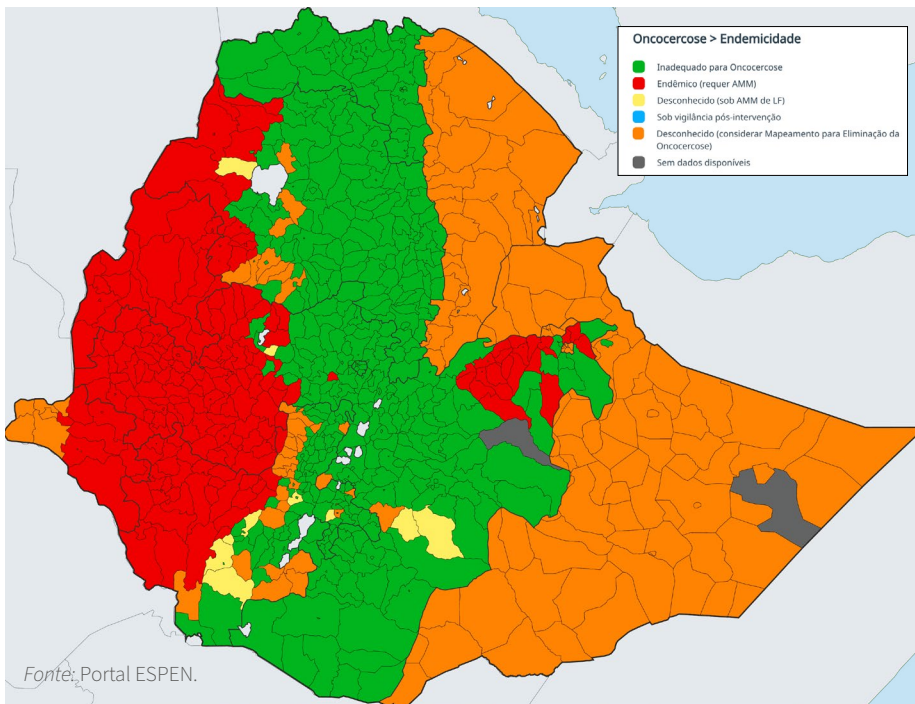 Oncocercose > Endemicidade
Inadequado para Oncocercose
Endêmico (requer AMM)
Desconhecido (sob AMM de LF)
Sob vigilância pós-intervenção
Desconhecido (considerar Mapeamento para Eliminação da
Oncocercose)
Sem dados disponíveis
Fonte: Portal ESPEN.